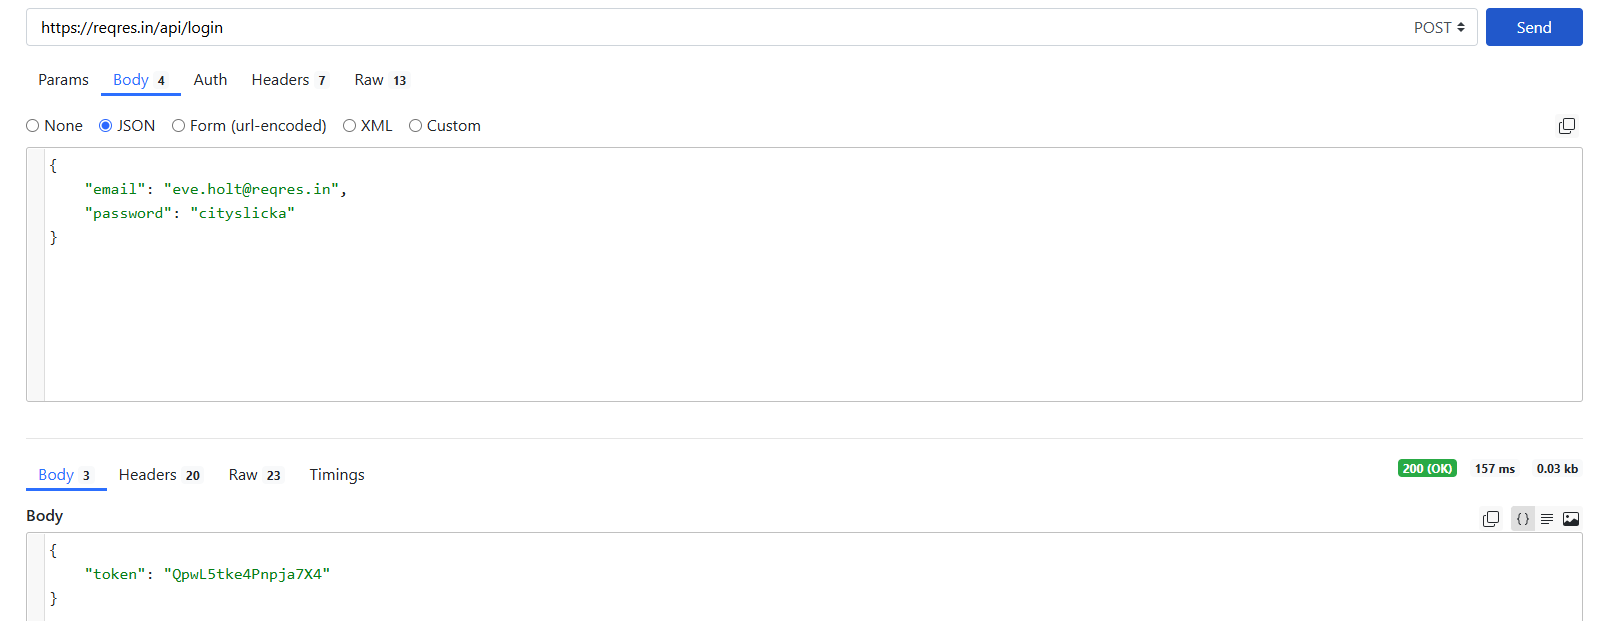 https://reqres.in/api/login POST Send
Params Body 4 Auth Headers 7 Raw 13
None JSON Form (url-encoded) XML Custom
{
"email": "eve.holt@reqres.in",
"password": "cityslicka"
}
Body 3 Headers 20 Raw 23 Timings 200 (OK) 157 ms 0.03 kb
Body {}
{
"token": "QpwL5tke4Pnpja7X4"
}